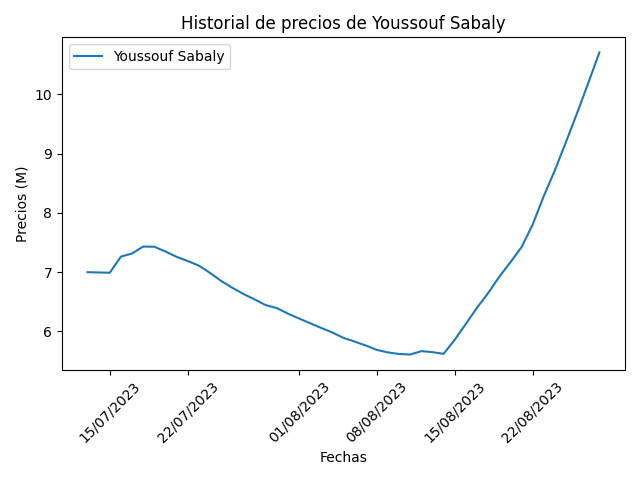 Historial de precios de Youssouf Sabaly
Youssouf Sabaly
Precios (M)
10
9
8
7
6
15/07/2023
22/07/2023
01/08/2023
08/08/2023
15/08/2023
22/08/2023
Fechas